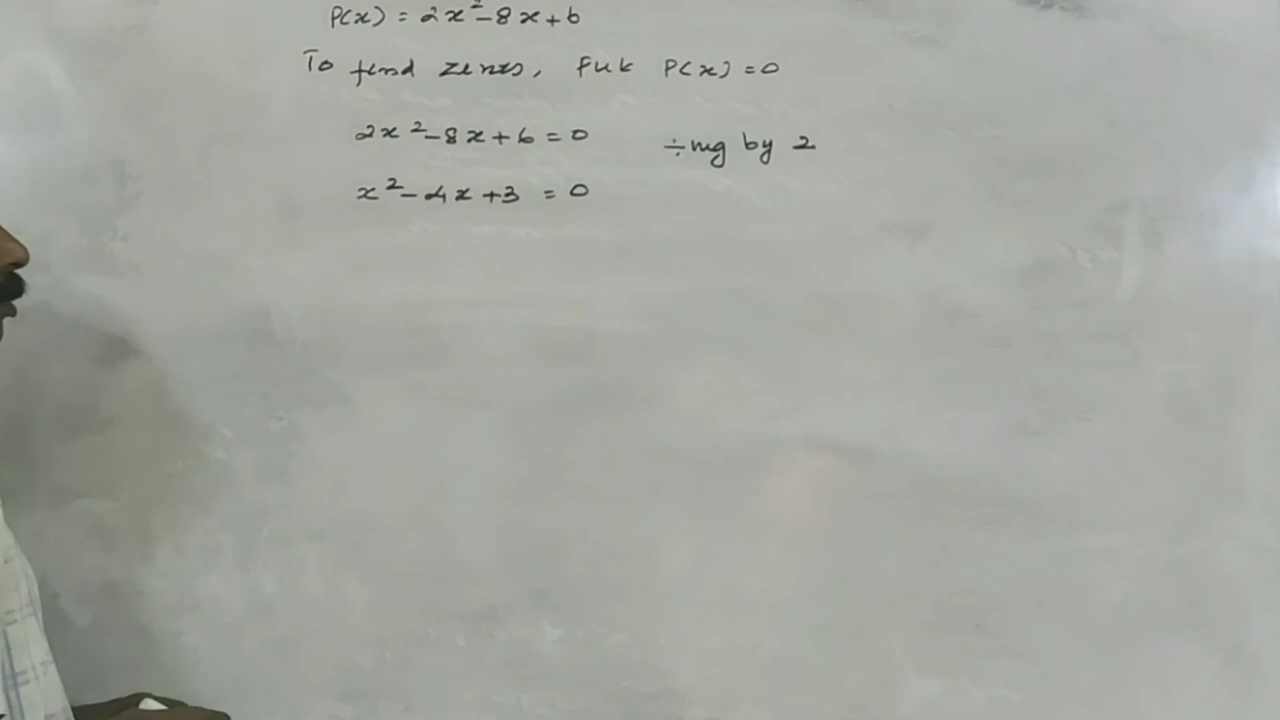 P(x) = 2x²-8x+6
To find zeros, Put P(x) = 0
2x²-8x+6 = 0 ÷ing by 2
x²-4x+3 = 0